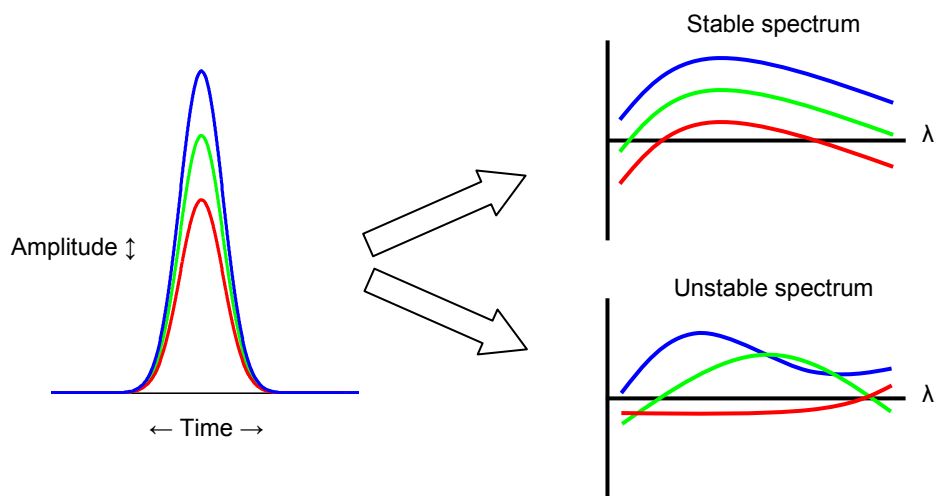 Stable spectrum
λ
Amplitude ↕
Unstable spectrum
λ
← Time →